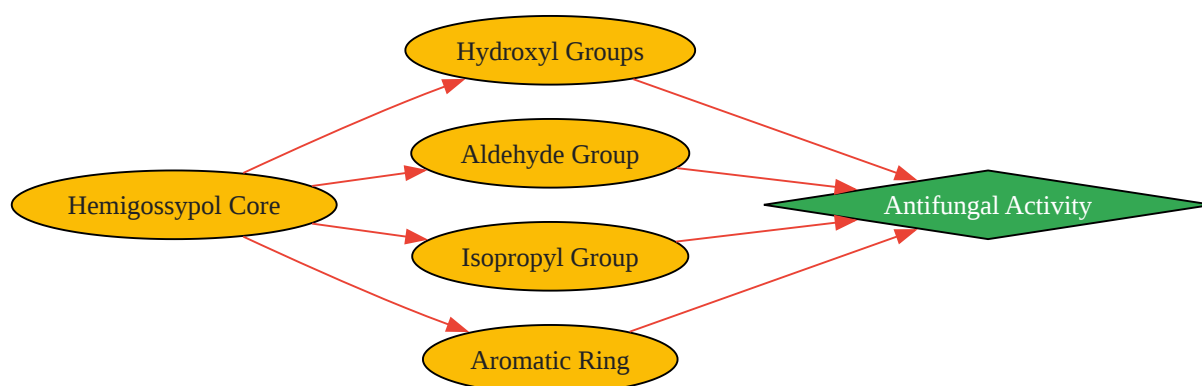 Hydroxyl Groups
Aldehyde Group
Hemigossypol Core
Antifungal Activity
Isopropyl Group
Aromatic Ring